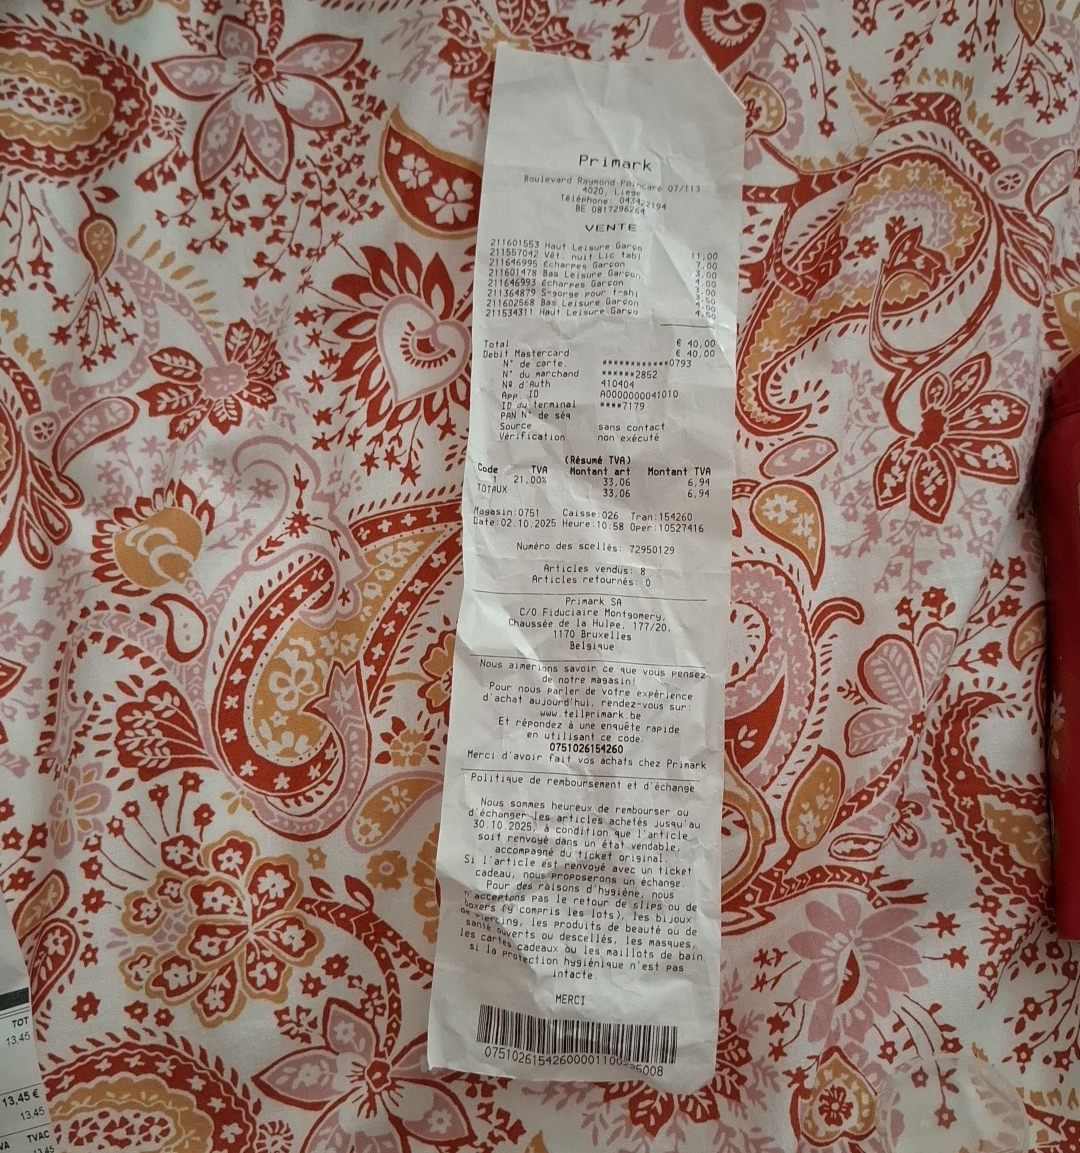 Primark
Boulevard Raymond Poincare 07/113
4020, Liege
Téléphone: 043422194
BE 0817296264
VENTE
211601553 Haut Leisure Garço 11,00
211557042 Vêt. nuit Lic tabl 7,00
211646995 Écharpes Garçon 3,00
211601478 Bas Leisure Garçon 4,00
211646993 Écharpes Garçon 3,00
211364879 S-gorge pour t-shi 3,50
211602568 Bas Leisure Garçon 4,00
211534311 Haut Leisure Garço 4,50
Total € 40,00
Debit Mastercard € 40,00
N° de carte. ************0793
N° du marchand ******2852
Nº d'Auth 410404
App. ID A0000000041010
ID du terminal ****7179
PAN N° de séq
Source sans contact
Vérification non exécuté
(Résumé TVA)
Code TVA Montant art Montant TVA
1 21.00% 33,06 6,94
TOTAUX 33,06 6,94
Magasin:0751 Caisse:026 Tran:154260
Date:02.10.2025 Heure:10:58 Oper:10527416
Numéro des scellés: 72950129
Articles vendus: 8
Articles retournés: 0
Primark SA
C/O Fiduciaire Montgomery,
Chaussée de la Hulpe, 177/20,
1170 Bruxelles
Belgique
Nous aimerions savoir ce que vous pensez
de notre magasin!
Pour nous parler de votre expérience
d'achat aujourd'hui, rendez-vous sur:
www.tellprimark.be
Et répondez à une enquête rapide
en utilisant ce code:
0751026154260
Merci d'avoir fait vos achats chez Primark
Politique de remboursement et d'échange
Nous sommes heureux de rembourser ou
d'échanger les articles achetés jusqu'au
30.10.2025, à condition que l'article
soit renvoyé dans un état vendable,
accompagné du ticket original.
Si l'article est renvoyé avec un ticket
cadeau, nous proposerons un échange.
Pour des raisons d'hygiène, nous
n'acceptons pas le retour de slips ou de
boxers (y compris les lots), les bijoux
de piercing, les produits de beauté ou de
santé ouverts ou descellés, les masques,
les cartes cadeaux ou les maillots de bain
si la protection hygiénique n'est pas
intacte.
MERCI
TOT
13,45
13,45 €
13,45
TVAC